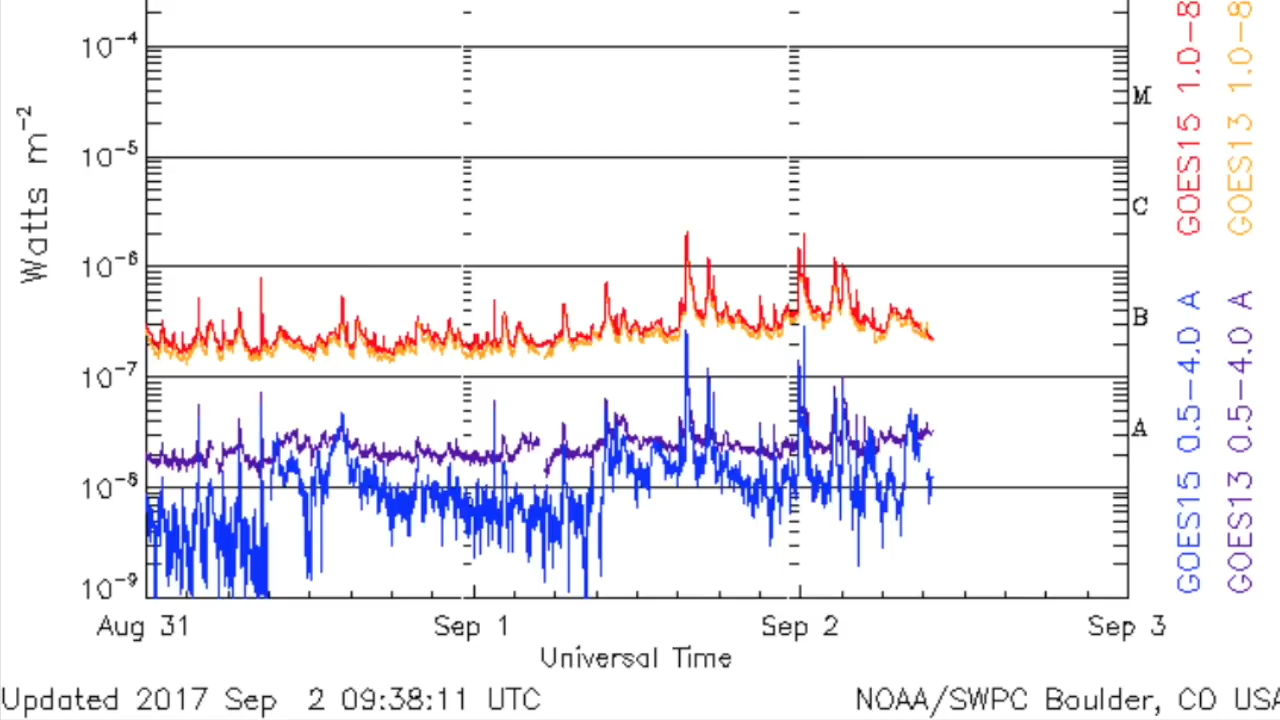 10-4
M
10-5
C
10-6
B
10-7
A
10-8
10-9
Watts m-2
Aug 31
Sep 1
Sep 2
Sep 3
Universal Time
Updated 2017 Sep 2 09:38:11 UTC
NOAA/SWPC Boulder, CO USA
GOES15 1.0-8
GOES13 1.0-8
GOES15 0.5-4.0 A
GOES13 0.5-4.0 A